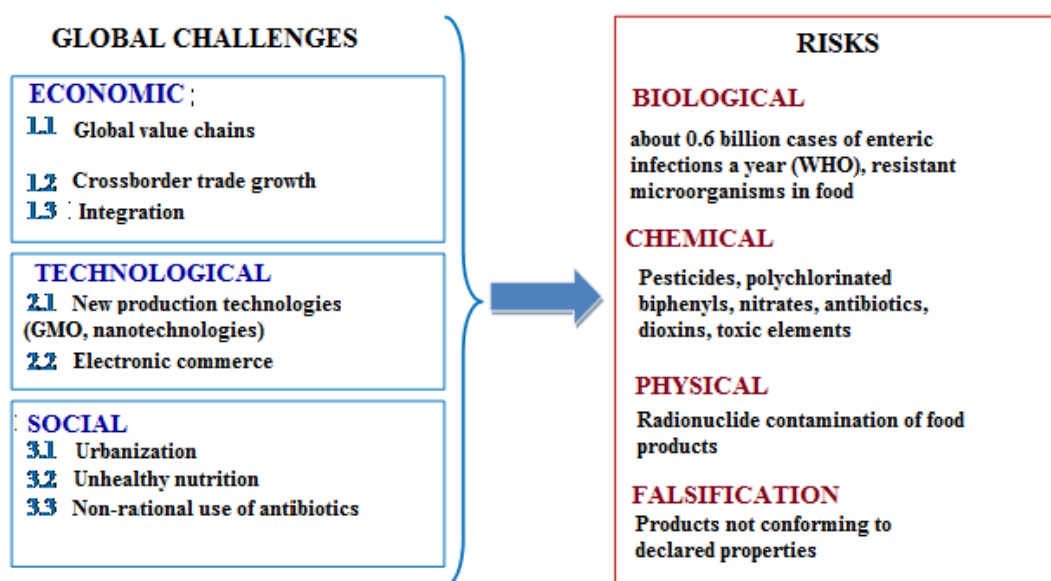 GLOBAL CHALLENGES
ECONOMIC ;
1.1 Global value chains
1.2 Crossborder trade growth
1.3 : Integration
TECHNOLOGICAL
2.1 New production technologies
(GMO, nanotechnologies)
2.2 Electronic commerce
: SOCIAL
3.1 Urbanization
3.2 Unhealthy nutrition
3.3 Non-rational use of antibiotics
RISKS
BIOLOGICAL
about 0.6 billion cases of enteric
infections a year (WHO), resistant
microorganisms in food
CHEMICAL
Pesticides, polychlorinated
biphenyls, nitrates, antibiotics,
dioxins, toxic elements
PHYSICAL
Radionuclide contamination of food
products
FALSIFICATION
Products not conforming to
declared properties